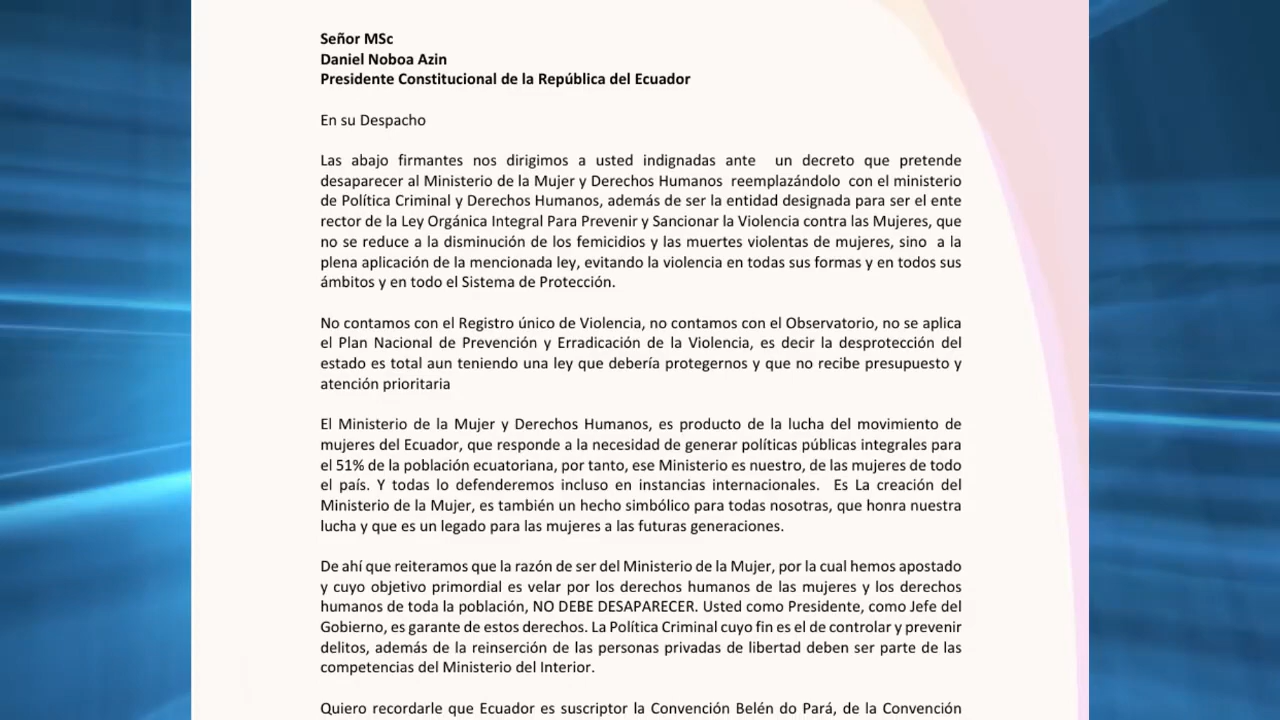 Señor MSc
Daniel Noboa Azin
Presidente Constitucional de la República del Ecuador
En su Despacho
Las abajo firmantes nos dirigimos a usted indignadas ante un decreto que pretende
desaparecer al Ministerio de la Mujer y Derechos Humanos reemplazándolo con el ministerio
de Política Criminal y Derechos Humanos, además de ser la entidad designada para ser el ente
rector de la Ley Orgánica Integral Para Prevenir y Sancionar la Violencia contra las Mujeres, que
no se reduce a la disminución de los femicidios y las muertes violentas de mujeres, sino a la
plena aplicación de la mencionada ley, evitando la violencia en todas sus formas y en todos sus
ámbitos y en todo el Sistema de Protección.
No contamos con el Registro único de Violencia, no contamos con el Observatorio, no se aplica
el Plan Nacional de Prevención y Erradicación de la Violencia, es decir la desprotección del
estado es total aun teniendo una ley que debería protegernos y que no recibe presupuesto y
atención prioritaria
El Ministerio de la Mujer y Derechos Humanos, es producto de la lucha del movimiento de
mujeres del Ecuador, que responde a la necesidad de generar políticas públicas integrales para
el 51% de la población ecuatoriana, por tanto, ese Ministerio es nuestro, de las mujeres de todo
el país. Y todas lo defenderemos incluso en instancias internacionales. Es La creación del
Ministerio de la Mujer, es también un hecho simbólico para todas nosotras, que honra nuestra
lucha y que es un legado para las mujeres a las futuras generaciones.
De ahí que reiteramos que la razón de ser del Ministerio de la Mujer, por la cual hemos apostado
y cuyo objetivo primordial es velar por los derechos humanos de las mujeres y los derechos
humanos de toda la población, NO DEBE DESAPARECER. Usted como Presidente, como Jefe del
Gobierno, es garante de estos derechos. La Política Criminal cuyo fin es el de controlar y prevenir
delitos, además de la reinserción de las personas privadas de libertad deben ser parte de las
competencias del Ministerio del Interior.
Quiero recordarle que Ecuador es suscriptor la Convención Belén do Pará, de la Convención